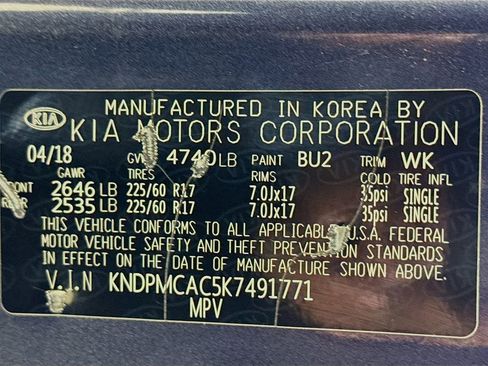 KIA MANUFACTURED IN KOREA BY
KIA MOTORS CORPORATION
04/18 GVWR 4740LB PAINT BU2 TRIM WK
GAWR TIRES RIMS COLD TIRE INFL
FRONT 2646 LB 225/60 R17 7.0Jx17 35psi SINGLE
REAR 2535 LB 225/60 R17 7.0Jx17 35psi SINGLE
THIS VEHICLE CONFORMS TO ALL APPLICABLE U.S.A. FEDERAL
MOTOR VEHICLE SAFETY AND THEFT PREVENTION STANDARDS
IN EFFECT ON THE DATE OF MANUFACTURE SHOWN ABOVE.
V.I.N KNDPMCAC5K7491771
MPV